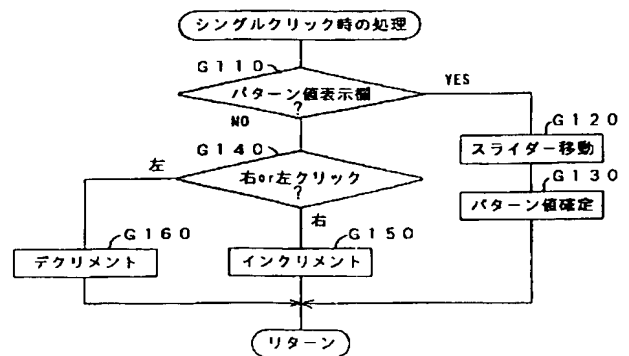 シングルクリック時の処理
G110
パターン値表示欄
?
YES
NO
G120
スライダー移動
G140
右or左クリック
?
左
右
G130
パターン値確定
G160
デクリメント
G150
インクリメント
リターン